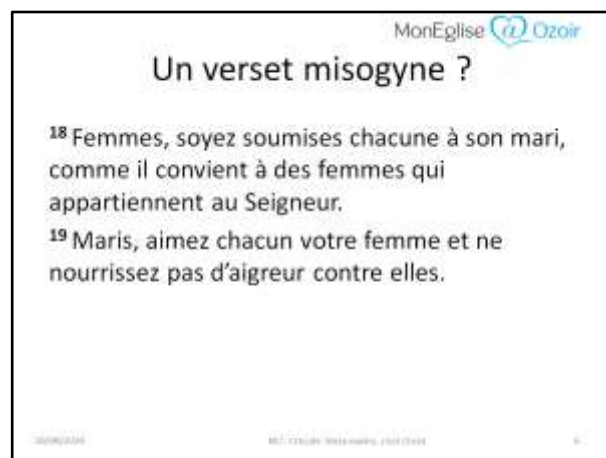 MonEglise @ Ozoir
Un verset misogyne ?
18 Femmes, soyez soumises chacune à son mari,
comme il convient à des femmes qui
appartiennent au Seigneur.
19 Maris, aimez chacun votre femme et ne
nourrissez pas d’aigreur contre elles.